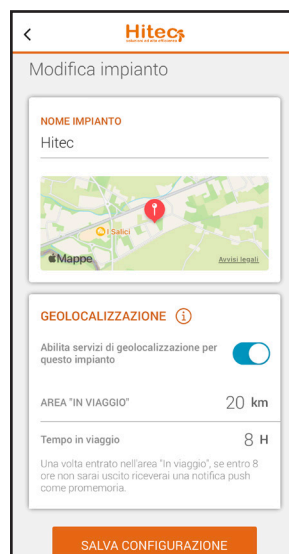 Hitec
Modifica impianto
NOME IMPIANTO
Hitec
I Salici
Mappe
Avvisi legali
GEOLOCALIZZAZIONE i
Abilita servizi di geolocalizzazione per
questo impianto
AREA "IN VIAGGIO" 20 km
Tempo in viaggio 8 H
Una volta entrato nell'area "In viaggio", se entro 8
ore non sarai uscito riceverai una notifica push
come promemoria.
SALVA CONFIGURAZIONE